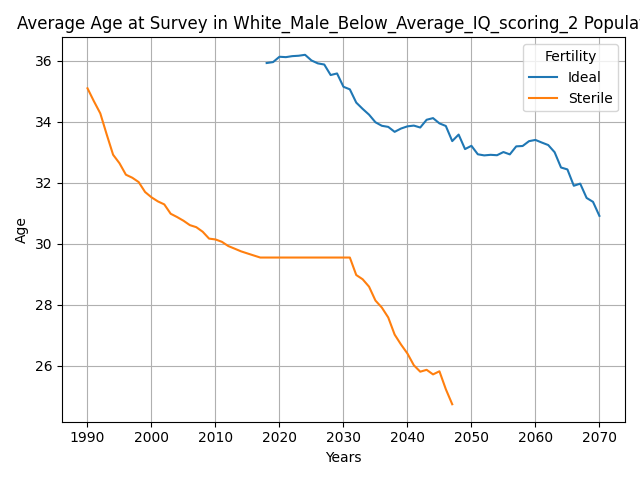 Average Age at Survey in White_Male_Below_Average_IQ_scoring_2 Populat
36
34
32
30
28
26
Age
1990
2000
2010
2020
2030
2040
2050
2060
2070
Years
Fertility
Ideal
Sterile